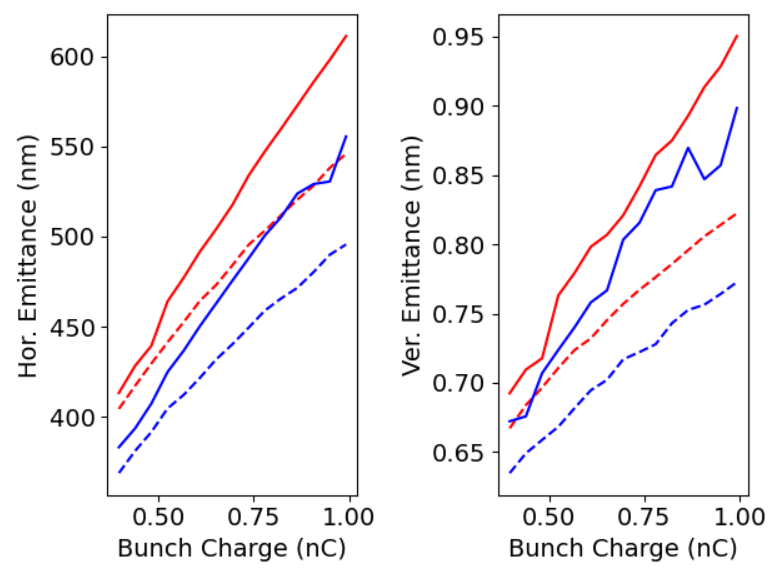 Hor. Emittance (nm)
600
550
500
450
400
0.50 0.75 1.00
Bunch Charge (nC)
Ver. Emittance (nm)
0.95
0.90
0.85
0.80
0.75
0.70
0.65
0.50 0.75 1.00
Bunch Charge (nC)